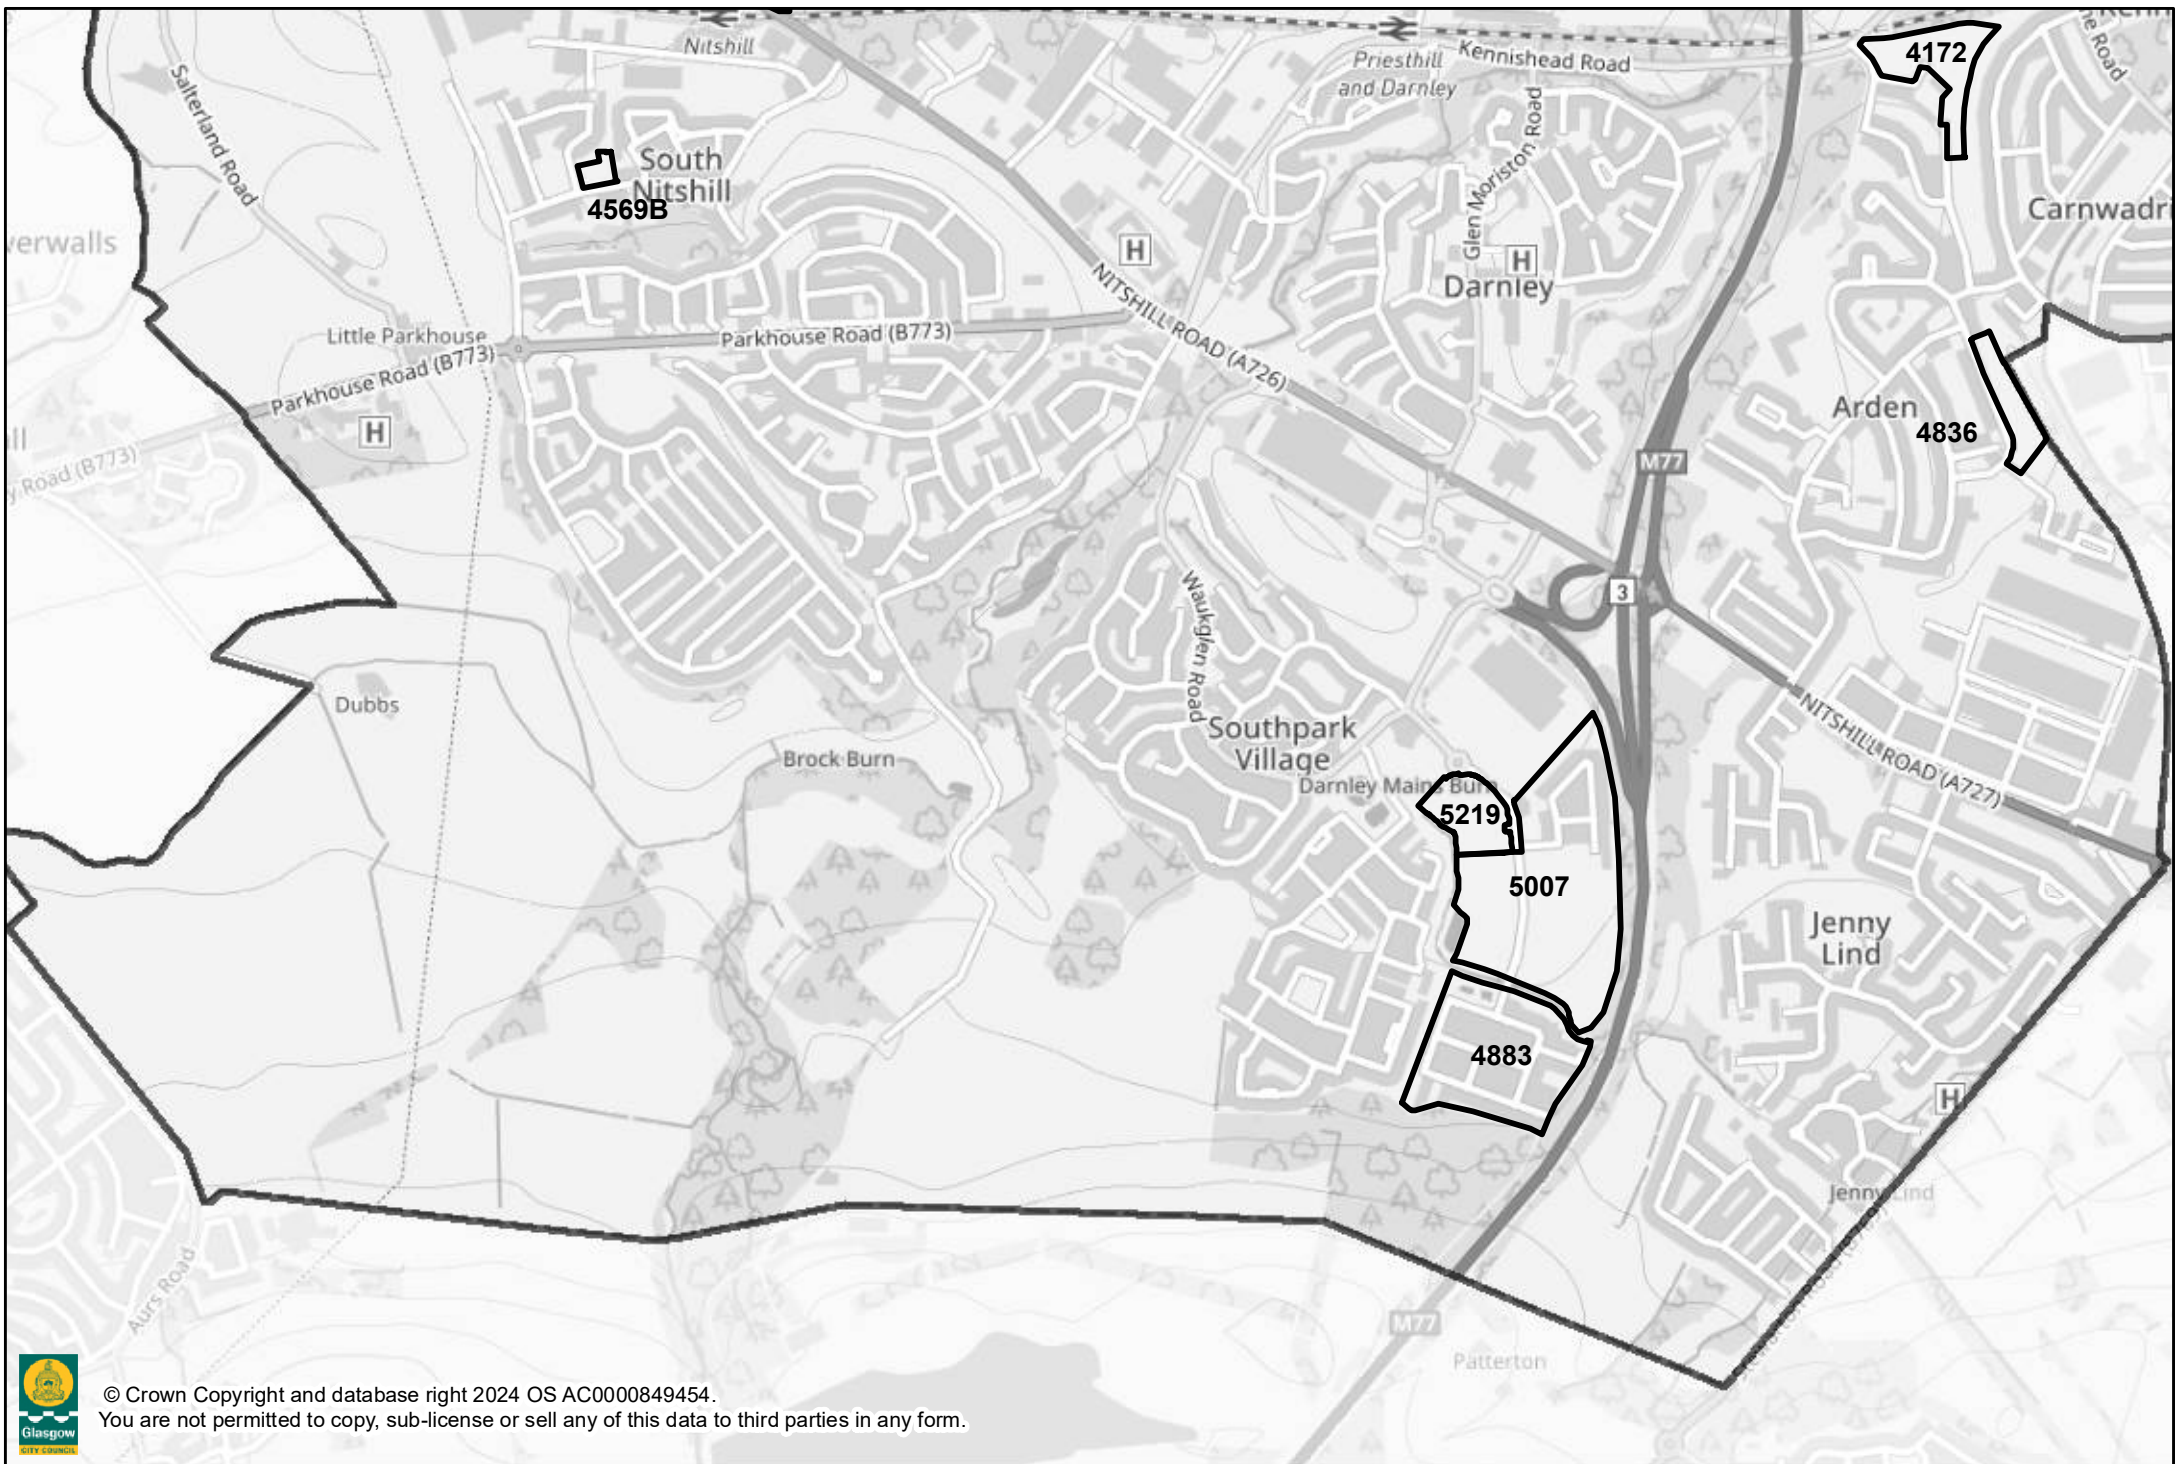 Nitshill
Priesthill
and Darnley
Kennishead Road
4172
Salterland Road
South
Nitshill
4569B
Glen Moriston Road
H
H
Darnley
NITSHILL ROAD (A726)
Little Parkhouse
Parkhouse Road (B773)
Parkhouse Road (B773)
H
Arden
4836
M77
3
Waukglen Road
Dubbs
Brock Burn
Southpark
Village
Darnley Mains Burn
5219
5007
NITSHILL ROAD (A727)
Jenny
Lind
4883
H
Jenny Lind
Aurs Road
M77
Patterton
© Crown Copyright and database right 2024 OS AC0000849454.
You are not permitted to copy, sub-license or sell any of this data to third parties in any form.
Glasgow
CITY COUNCIL